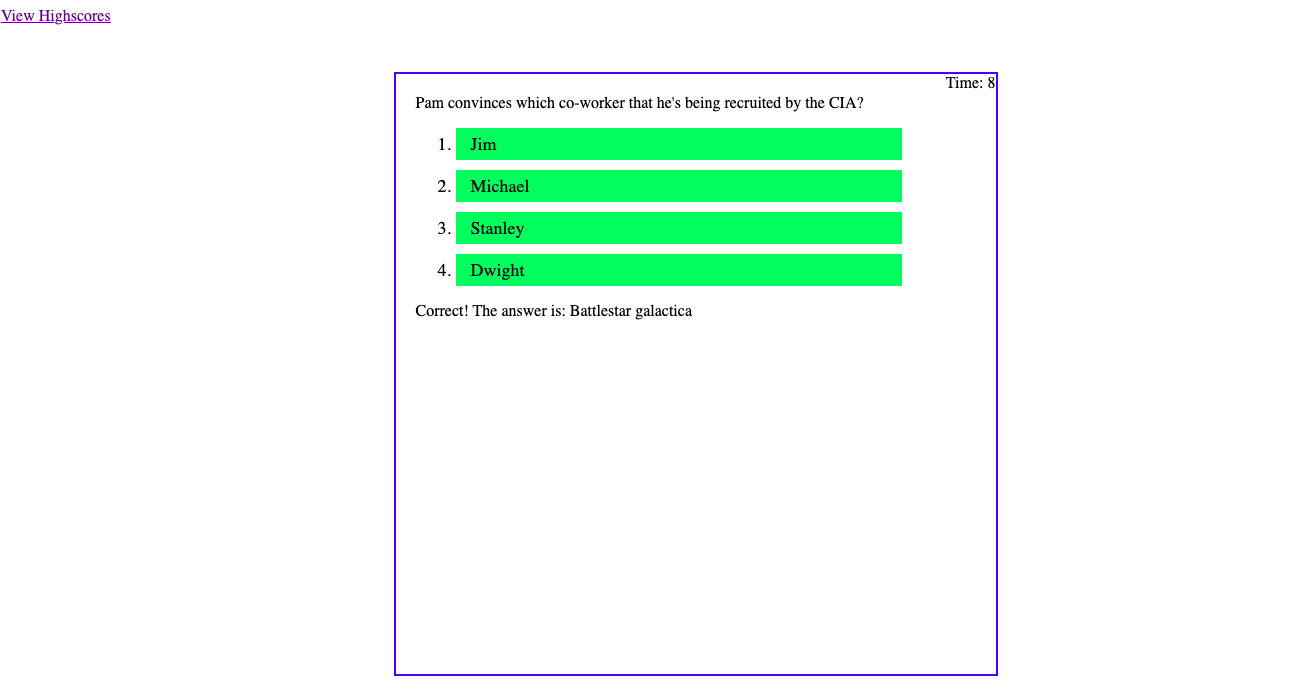 View Highscores
Time: 8
Pam convinces which co-worker that he's being recruited by the CIA?
1. Jim
2. Michael
3. Stanley
4. Dwight
Correct! The answer is: Battlestar galactica